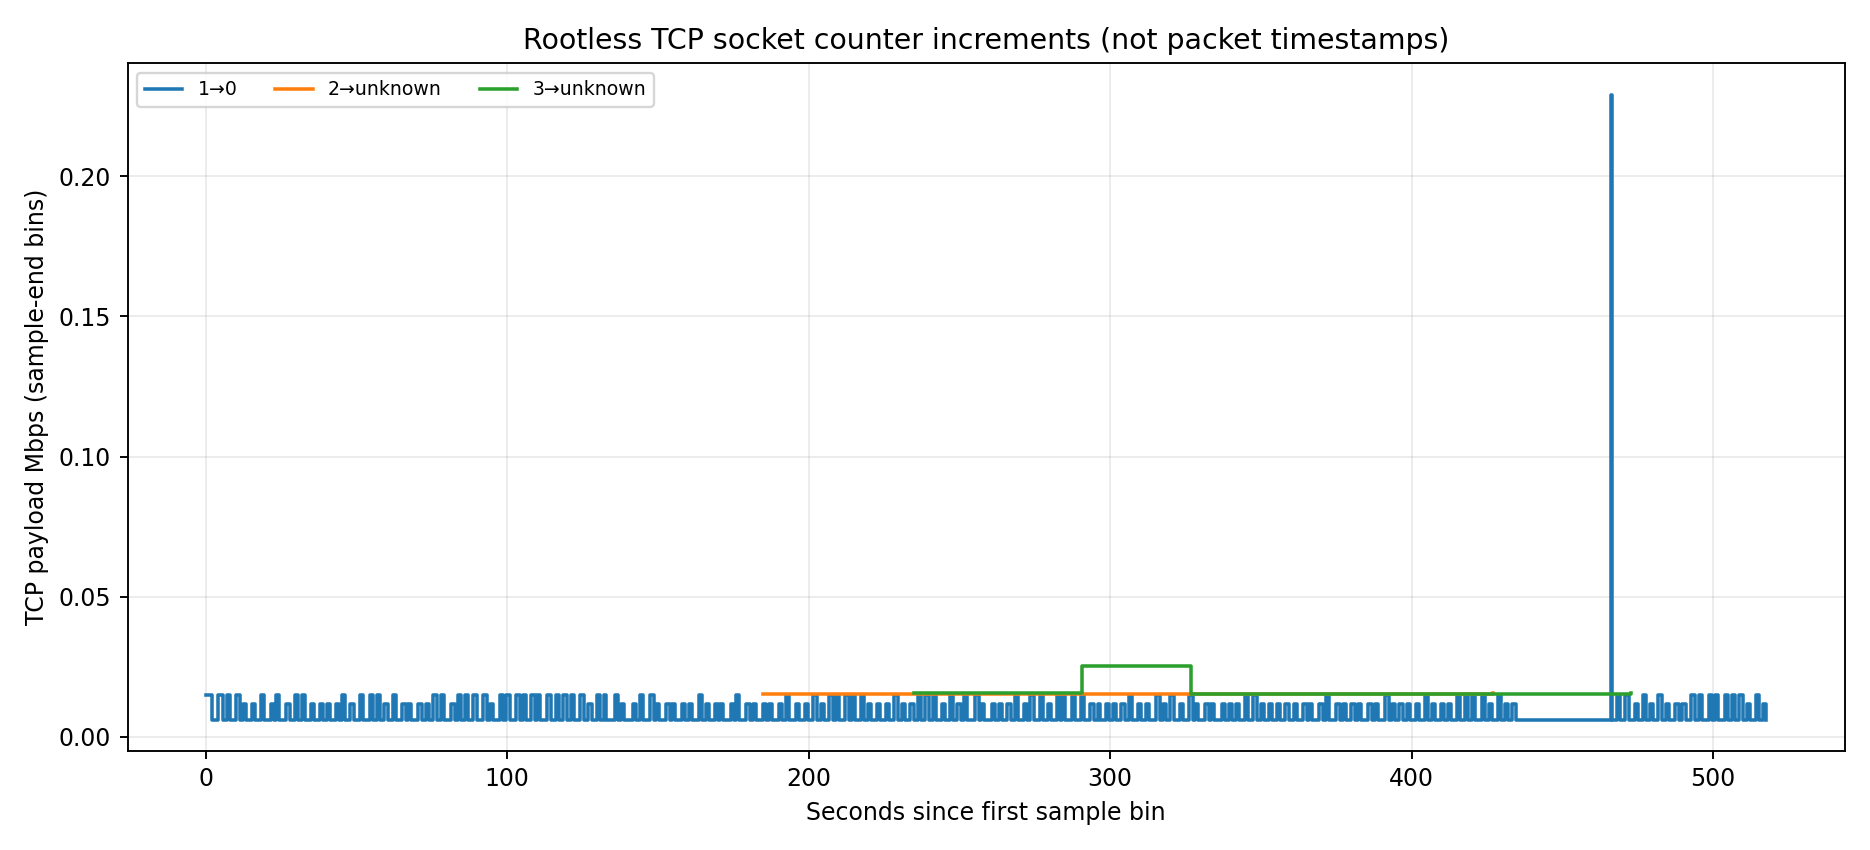 Rootless TCP socket counter increments (not packet timestamps)
1→0 2→unknown 3→unknown
TCP payload Mbps (sample-end bins)
0.20
0.15
0.10
0.05
0.00
0 100 200 300 400 500
Seconds since first sample bin